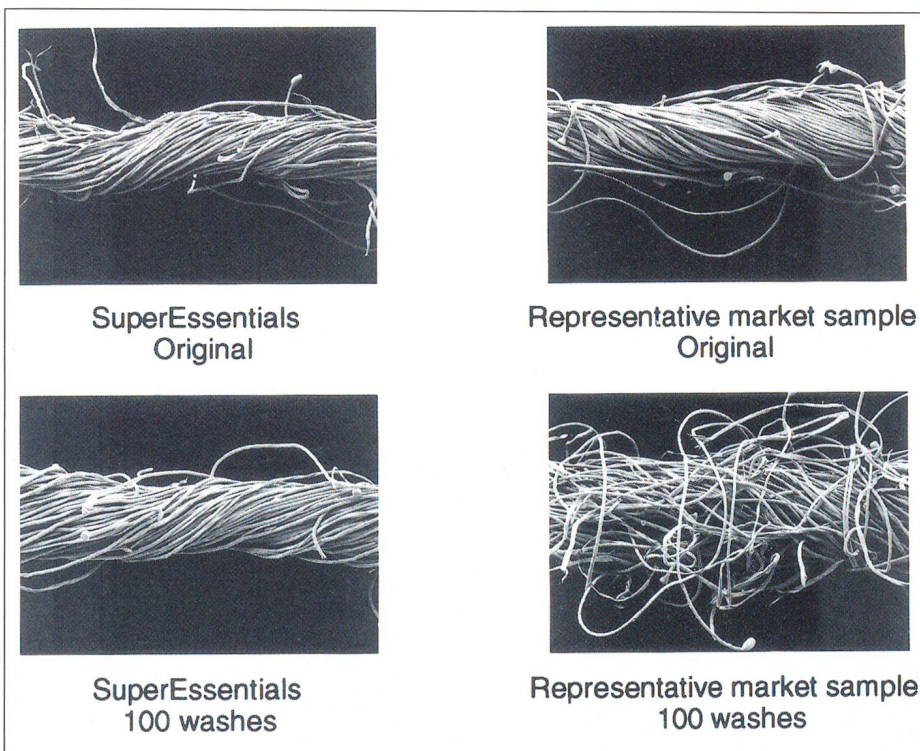 SuperEssentials
Original
Representative market sample
Original
SuperEssentials
100 washes
Representative market sample
100 washes